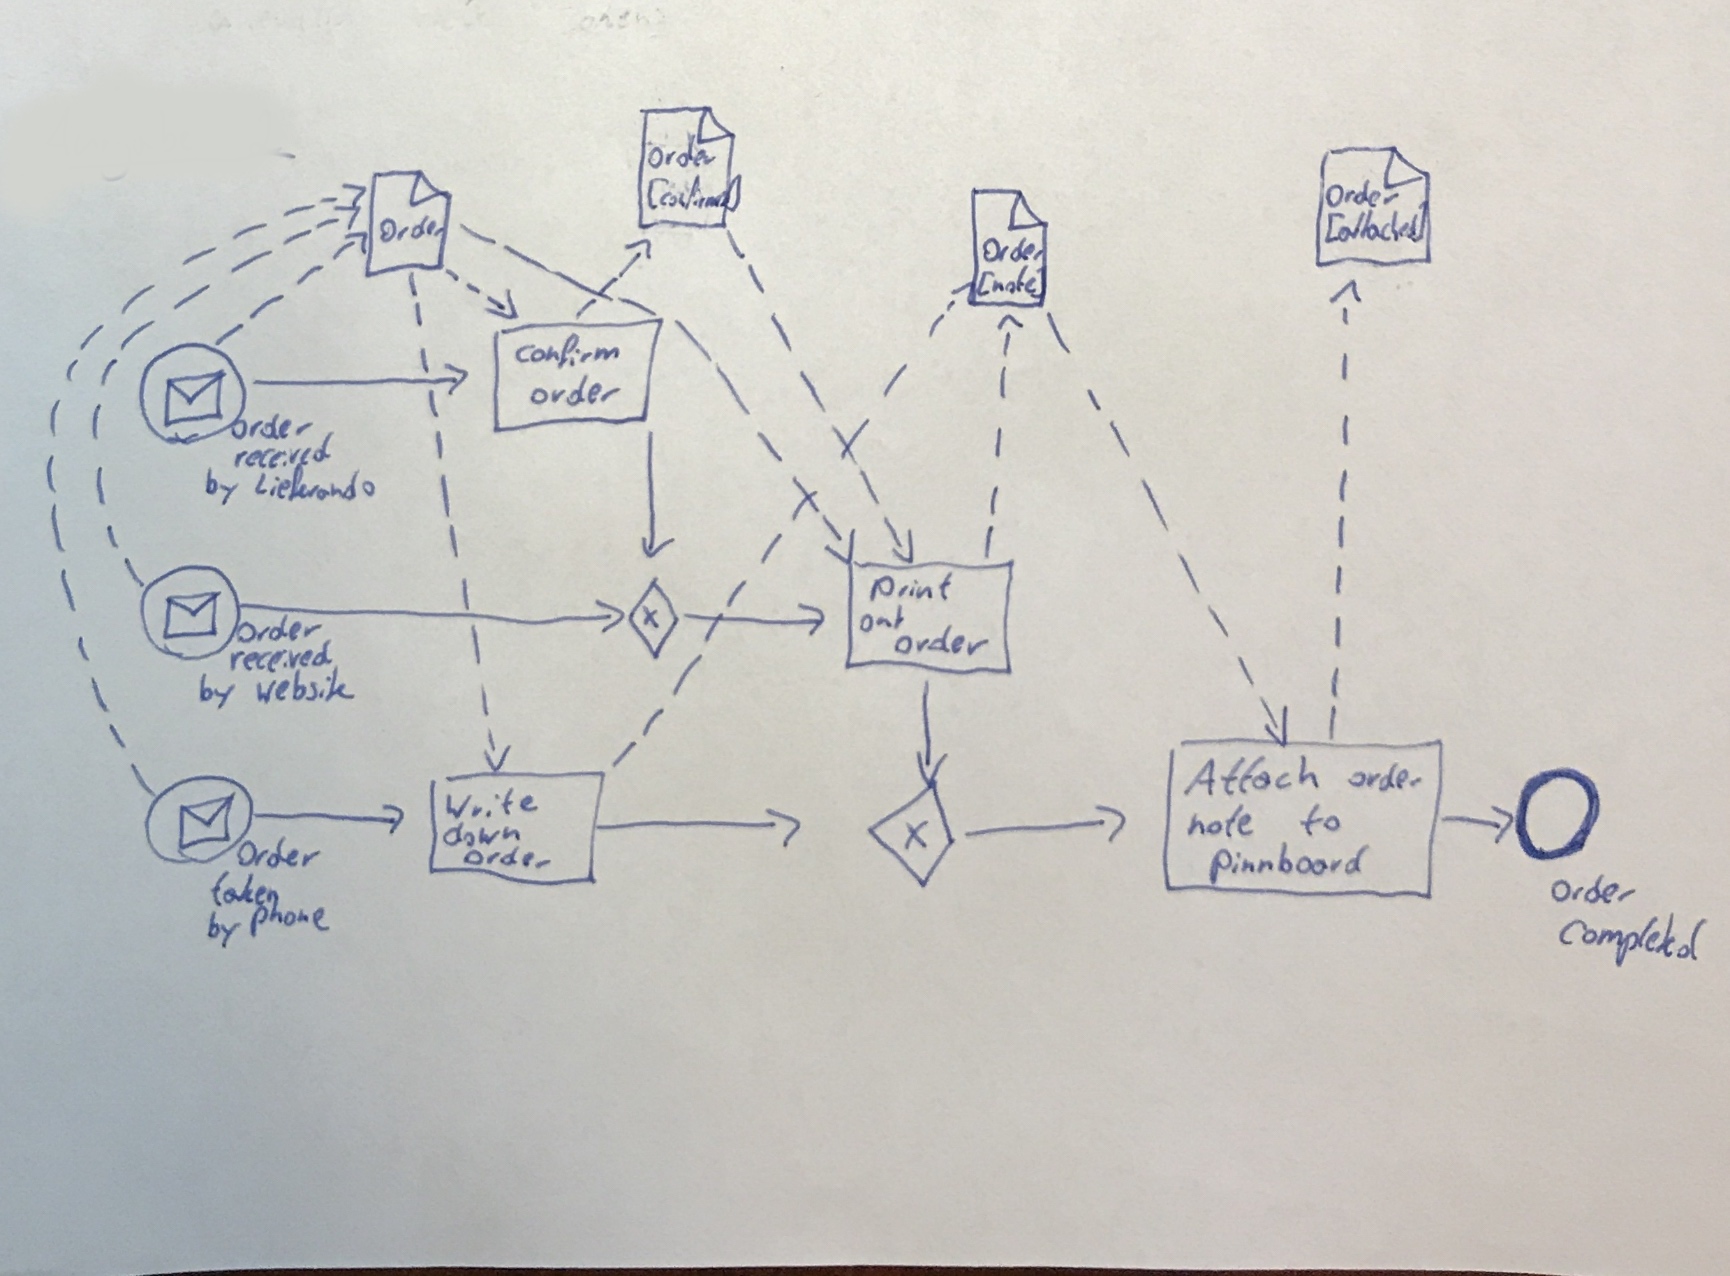 Order
[confirmed]
Order
Order
[attached]
Order
[note]
confirm
order
order
received
by Lieferando
print
out
order
Order
received
by website
Attach order
note to
pinnboard
Write
down
order
Order
taken
by phone
Order
completed